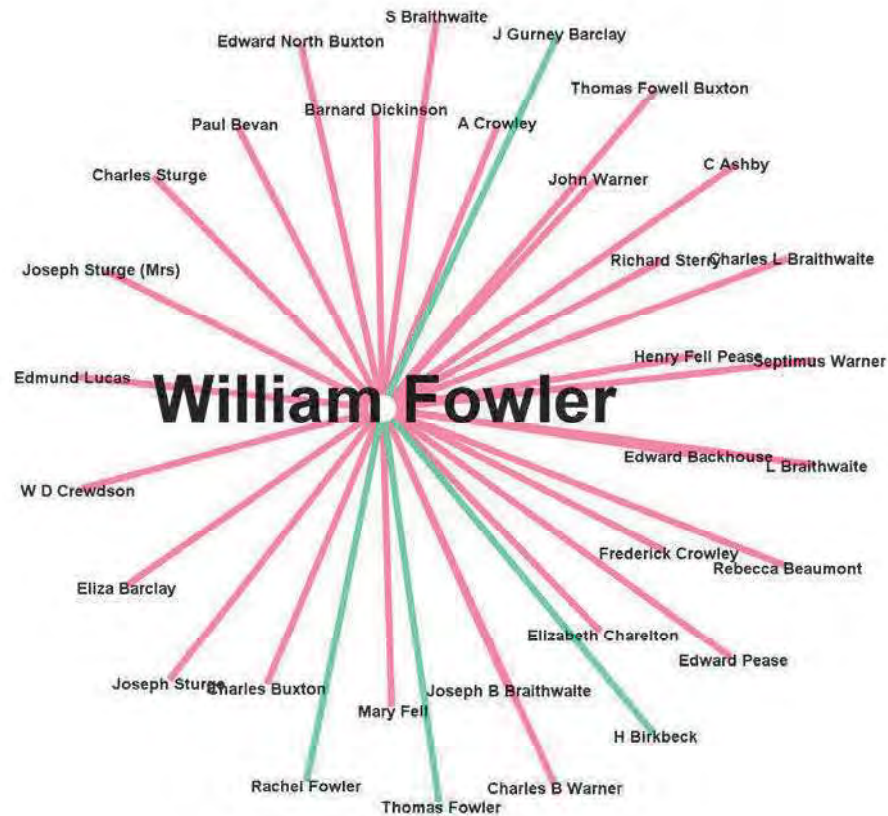 S Braithwaite
J Gurney Barclay
Edward North Buxton
Thomas Fowell Buxton
Barnard Dickinson
Paul Bevan
A Crowley
C Ashby
Charles Sturge
John Warner
Richard Sterry
Charles L Braithwaite
Joseph Sturge (Mrs)
Henry Fell Pease
Septimus Warner
Edmund Lucas
William Fowler
Edward Backhouse
L Braithwaite
W D Crewdson
Frederick Crowley
Rebecca Beaumont
Eliza Barclay
Elizabeth Charelton
Edward Pease
Joseph Sturge
Charles Buxton
Joseph B Braithwaite
Mary Fell
H Birkbeck
Rachel Fowler
Charles B Warner
Thomas Fowler